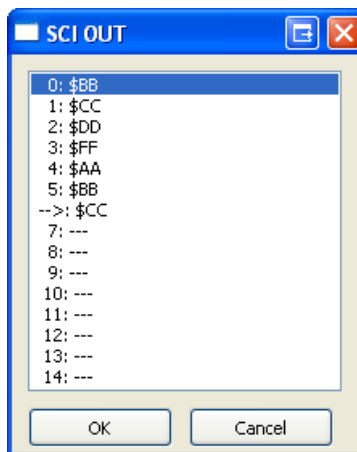 SCI OUT
0: $BB
1: $CC
2: $DD
3: $FF
4: $AA
5: $BB
-->: $CC
7: ---
8: ---
9: ---
10: ---
11: ---
12: ---
13: ---
14: ---
OK Cancel